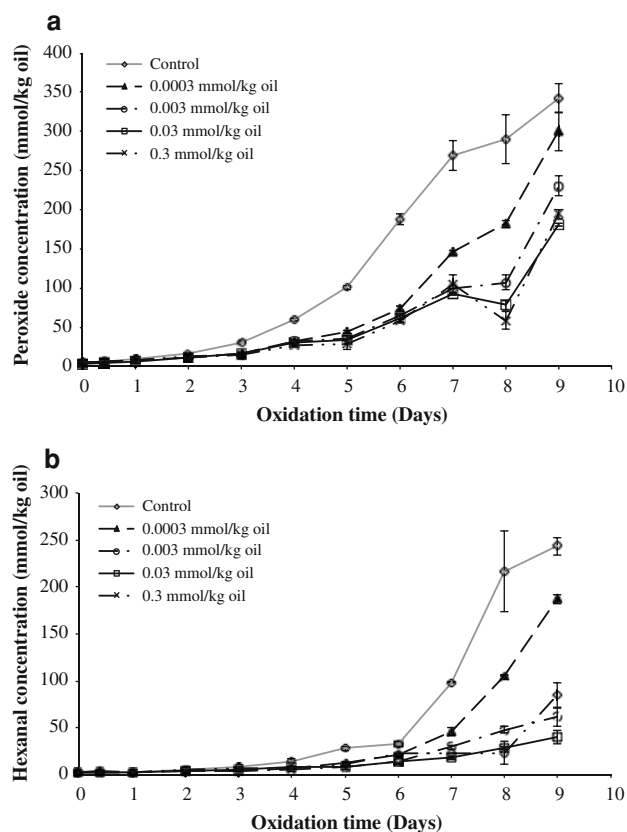 a
Peroxide concentration (mmol/kg oil)
400
350
300
250
200
150
100
50
0
Control
0.0003 mmol/kg oil
0.003 mmol/kg oil
0.03 mmol/kg oil
0.3 mmol/kg oil
0 1 2 3 4 5 6 7 8 9 10
Oxidation time (Days)
b
Hexanal concentration (mmol/kg oil)
300
250
200
150
100
50
0
Control
0.0003 mmol/kg oil
0.003 mmol/kg oil
0.03 mmol/kg oil
0.3 mmol/kg oil
0 1 2 3 4 5 6 7 8 9 10
Oxidation time (Days)